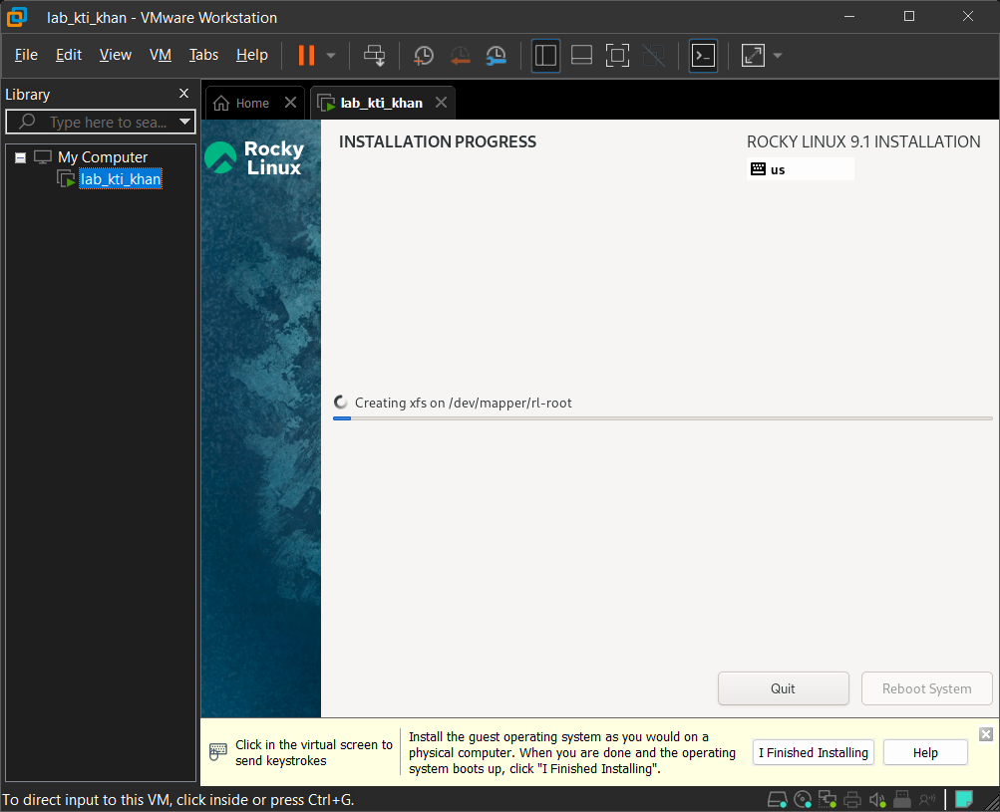 lab_kti_khan - VMware Workstation
File Edit View VM Tabs Help
Library
Type here to sea...
My Computer
lab_kti_khan
Home
lab_kti_khan
Rocky
Linux
INSTALLATION PROGRESS
ROCKY LINUX 9.1 INSTALLATION
us
Creating xfs on /dev/mapper/rl-root
Quit
Reboot System
Click in the virtual screen to
send keystrokes
Install the guest operating system as you would on a
physical computer. When you are done and the operating
system boots up, click "I Finished Installing".
I Finished Installing
Help
To direct input to this VM, click inside or press Ctrl+G.